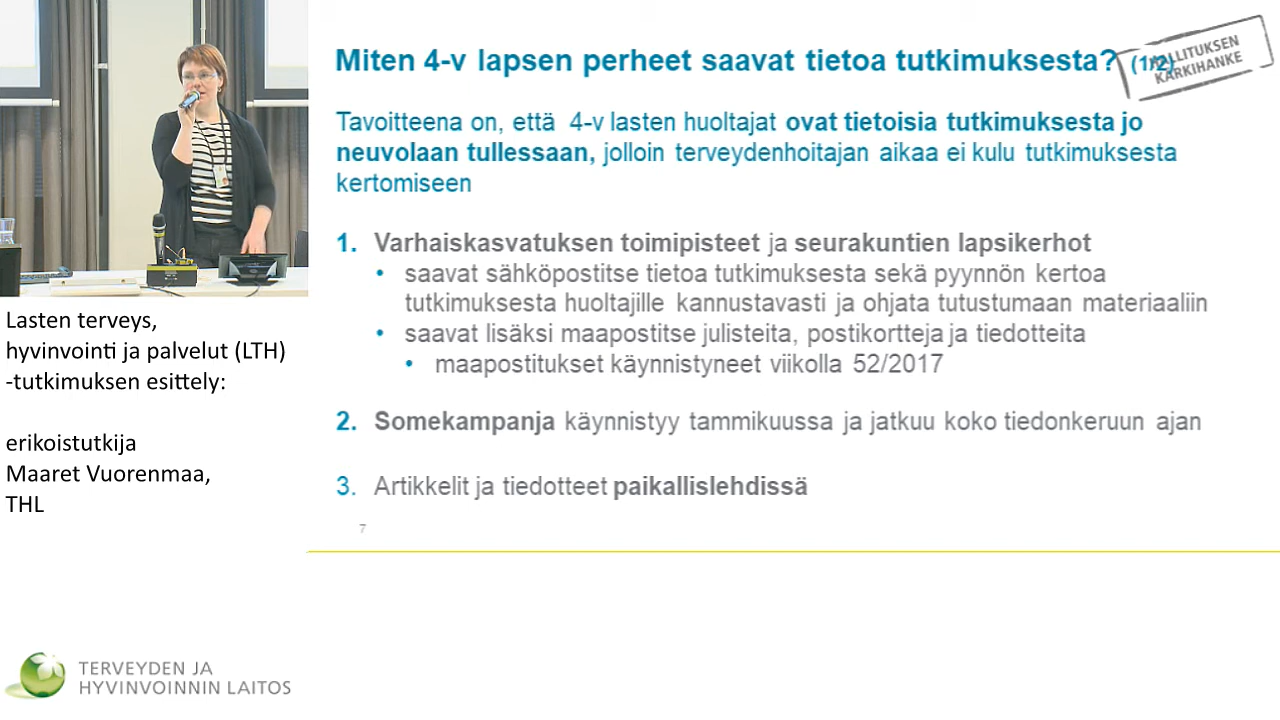 Miten 4-v lapsen perheet saavat tietoa tutkimuksesta? (1/2)
HALLITUKSEN
KÄRKIHANKE
Tavoitteena on, että 4-v lasten huoltajat ovat tietoisia tutkimuksesta jo
neuvolaan tullessaan, jolloin terveydenhoitajan aikaa ei kulu tutkimuksesta
kertomiseen
1. Varhaiskasvatuksen toimipisteet ja seurakuntien lapsikerhot
• saavat sähköpostitse tietoa tutkimuksesta sekä pyynnön kertoa
tutkimuksesta huoltajille kannustavasti ja ohjata tutustumaan materiaaliin
• saavat lisäksi maapostitse julisteita, postikortteja ja tiedotteita
• maapostitukset käynnistyneet viikolla 52/2017
2. Somekampanja käynnistyy tammikuussa ja jatkuu koko tiedonkeruun ajan
3. Artikkelit ja tiedotteet paikallislehdissä
7
Lasten terveys,
hyvinvointi ja palvelut (LTH)
-tutkimuksen esittely:
erikoistutkija
Maaret Vuorenmaa,
THL
TERVEYDEN JA
HYVINVOINNIN LAITOS